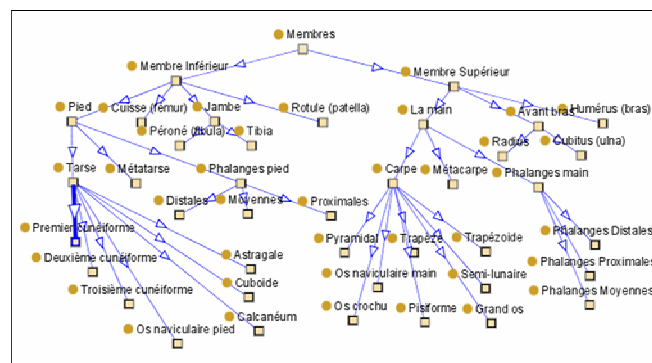 Membres
Membre Inférieur
Membre Supérieur
Pied
Cuisse (fémur)
Jambe
Rotule (patella)
La main
Avant bras
Humérus (bras)
Péroné (fibula)
Tibia
Radius
Cubitus (ulna)
Tarse
Métatarse
Phalanges pied
Carpe
Métacarpe
Phalanges main
Distales
Moyennes
Proximales
Premier cunéiforme
Deuxième cunéiforme
Troisième cunéiforme
Os naviculaire pied
Astragale
Cuboide
Calcanéum
Pyramidal
Trapèze
Trapézoide
Os naviculaire main
Semi-lunaire
Os crochu
Pisiforme
Grand os
Phalanges Distales
Phalanges Proximales
Phalanges Moyennes